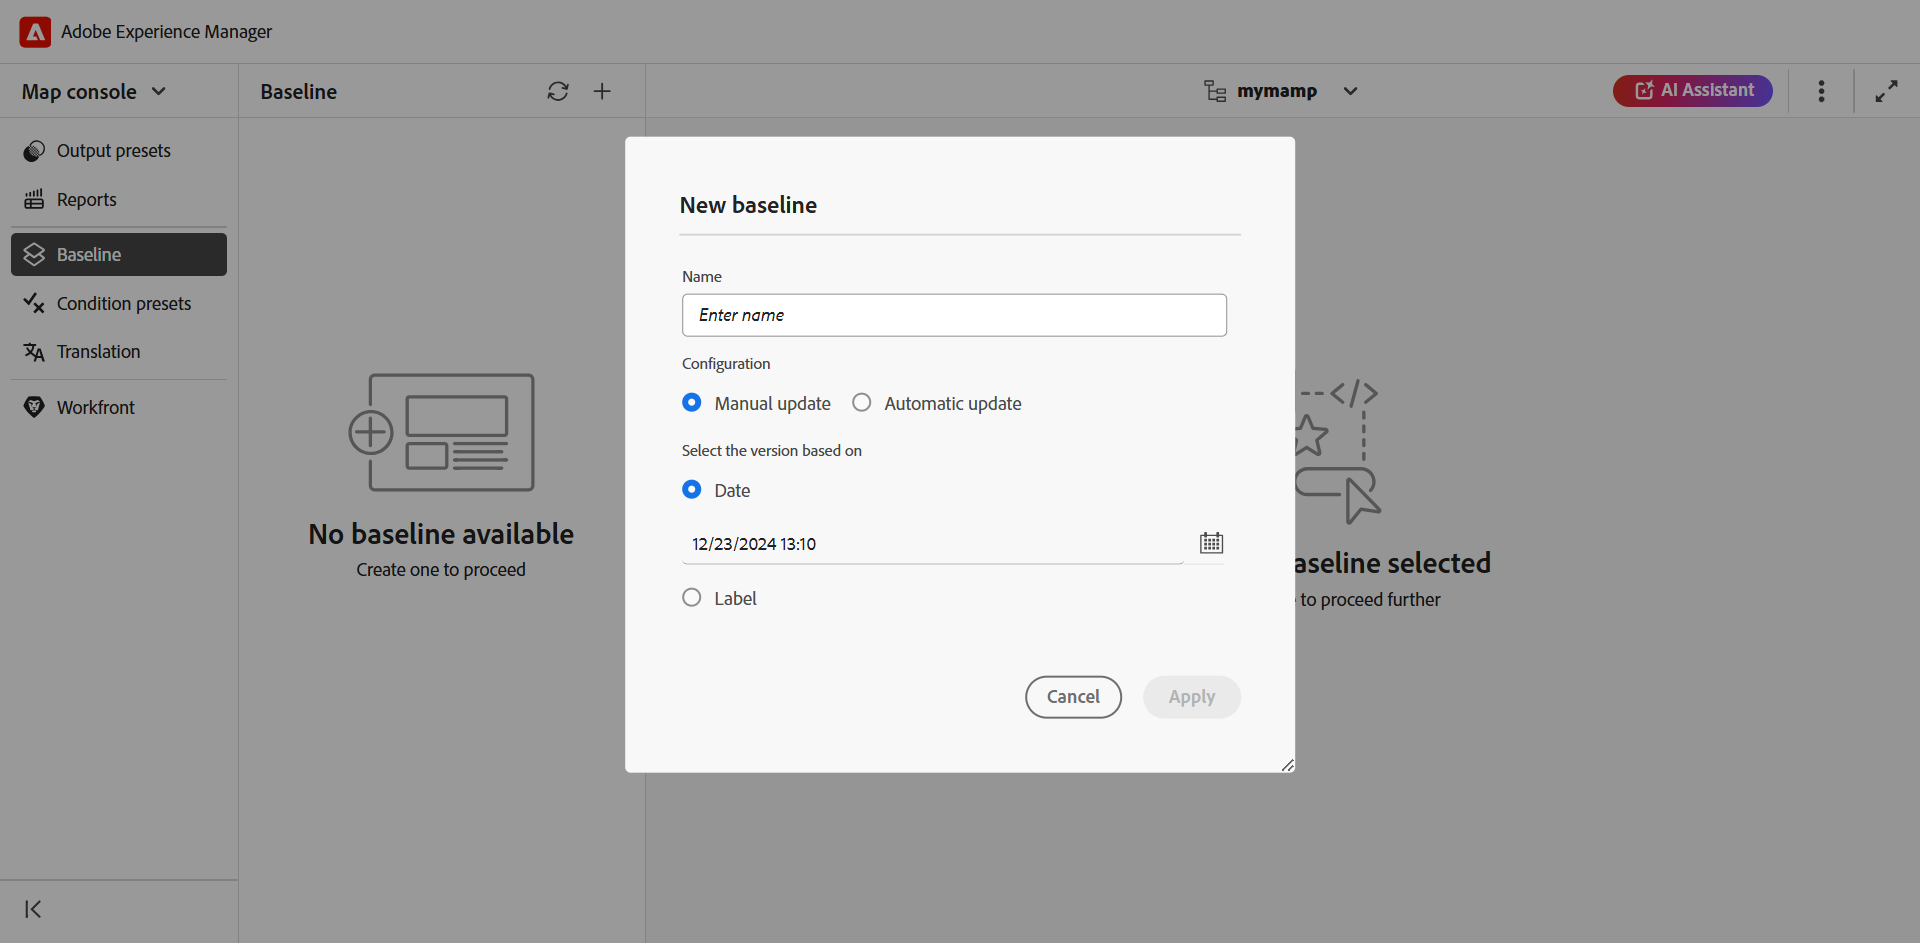 Adobe Experience Manager
Map console
Baseline
mymamp
AI Assistant
Output presets
Reports
Baseline
Condition presets
Translation
Workfront
No baseline available
Create one to proceed
New baseline
Name
Enter name
Configuration
Manual update
Automatic update
Select the version based on
Date
12/23/2024 13:10
Label
Cancel
Apply
aseline selected
to proceed further